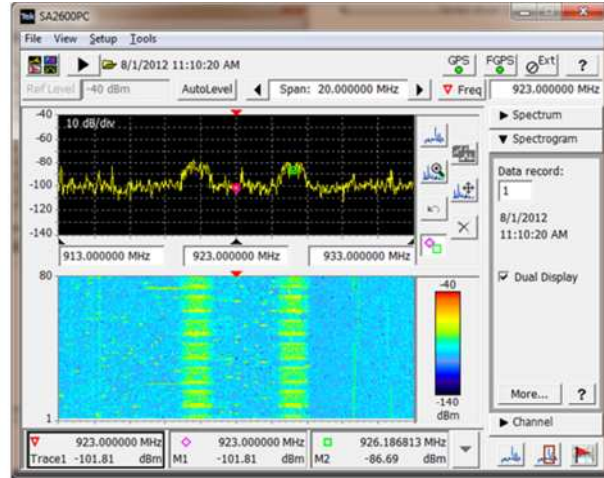 Tek SA2600PC
File View Setup Tools
8/1/2012 11:10:20 AM
GPS FGPS Ext ?
Ref Level -40 dBm AutoLevel Span: 20.000000 MHz Freq 923.000000 MHz
-40
10 dB/div
-60
-80
-100
-120
-140
913.000000 MHz 923.000000 MHz 933.000000 MHz
Spectrum
Spectrogram
Data record:
1
8/1/2012
11:10:20 AM
Dual Display
More... ?
Channel
80
1
-40
-140
dBm
923.000000 MHz
Trace1 -101.81 dBm
923.000000 MHz
M1 -101.81 dBm
926.186813 MHz
M2 -86.69 dBm